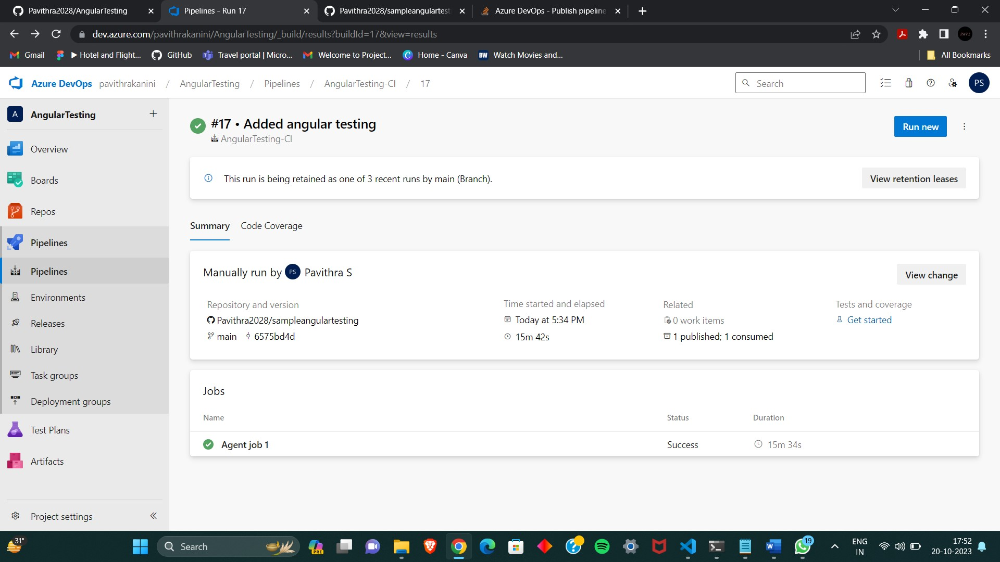 Pavithra2028/AngularTesting
Pipelines - Run 17
Pavithra2028/sampleangulartest
Azure DevOps - Publish pipeline
dev.azure.com/pavithrakanini/AngularTesting/_build/results?buildId=17&view=results
PAVI
Gmail
▶ Hotel and Flight...
GitHub
Travel portal | Micro...
Welcome to Project...
Home - Canva
BW
Watch Movies and...
All Bookmarks
Azure DevOps pavithrakanini / AngularTesting / Pipelines / AngularTesting-CI / 17
Search
PS
A AngularTesting
Overview
Boards
Repos
Pipelines
Pipelines
Environments
Releases
Library
Task groups
Deployment groups
Test Plans
Artifacts
Project settings
#17 • Added angular testing
AngularTesting-CI
Run new
This run is being retained as one of 3 recent runs by main (Branch).
View retention leases
Summary
Code Coverage
Manually run by PS Pavithra S
View change
Repository and version
Pavithra2028/sampleangulartesting
main 6575bd4d
Time started and elapsed
Today at 5:34 PM
15m 42s
Related
0 work items
1 published; 1 consumed
Tests and coverage
Get started
Jobs
Name Status Duration
Agent job 1 Success 15m 34s
31°
Search
PRE
19
ENG
IN
17:52
20-10-2023